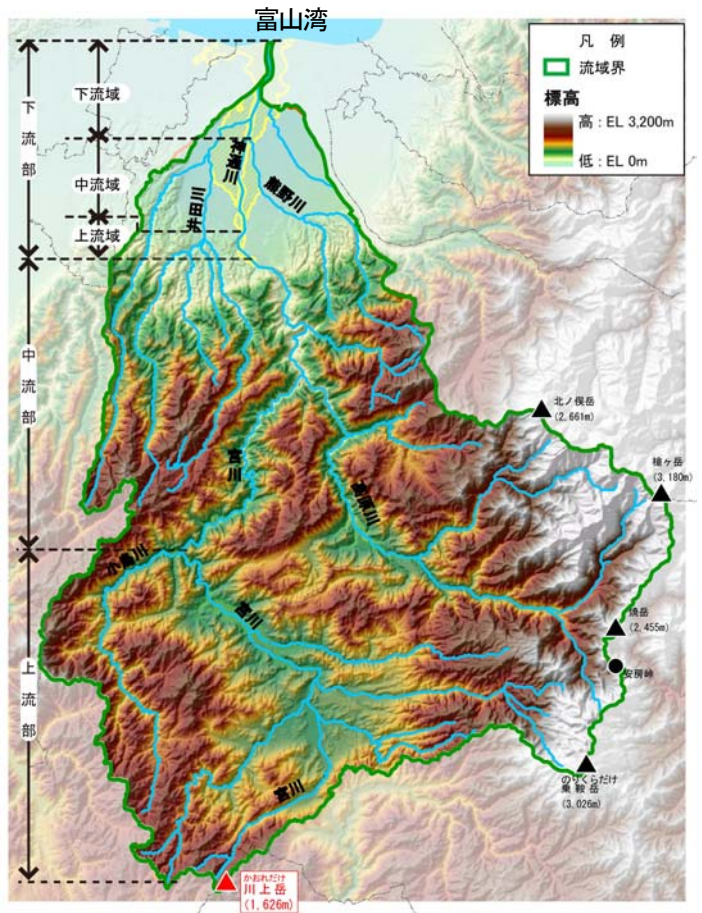 富山湾
凡 例
流域界
標高
高 : EL 3,200m
低 : EL 0m
下流部
下流域
中流域
上流域
中流部
上流部
神通川
井田川
熊野川
宮川
高原川
小鳥川
宮川
宮川
北ノ俣岳
(2,661m)
槍ヶ岳
(3,180m)
焼岳
(2,455m)
安房峠
のりくらだけ
乗鞍岳
(3,026m)
かおれだけ
川上岳
(1,626m)